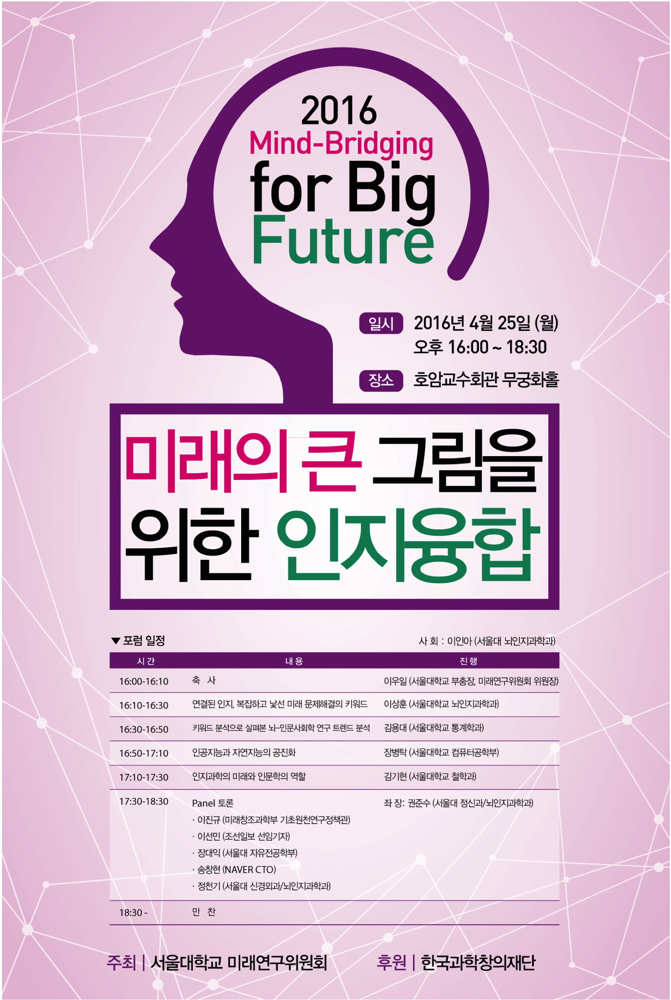 2016
Mind-Bridging
for Big
Future
일시 2016년 4월 25일 (월)
오후 16:00 ~ 18:30
장소 호암교수회관 무궁화홀
미래의 큰 그림을
위한 인지융합
▼ 포럼 일정 사 회 : 이인아 (서울대 뇌인지과학과)
시 간 내 용 진 행
16:00-16:10 축 사 이우일 (서울대학교 부총장, 미래연구위원회 위원장)
16:10-16:30 연결된 인지, 복잡하고 낯선 미래 문제해결의 키워드 이상훈 (서울대학교 뇌인지과학과)
16:30-16:50 키워드 분석으로 살펴본 뇌-인문사회학 연구 트렌드 분석 김용대 (서울대학교 통계학과)
16:50-17:10 인공지능과 자연지능의 공진화 장병탁 (서울대학교 컴퓨터공학부)
17:10-17:30 인지과학의 미래와 인문학의 역할 김기현 (서울대학교 철학과)
17:30-18:30 Panel 토론 좌 장: 권준수 (서울대 정신과/뇌인지과학과)
· 이진규 (미래창조과학부 기초원천연구정책관)
· 이선민 (조선일보 선임기자)
· 장대익 (서울대 자유전공학부)
· 송창현 (NAVER CTO)
· 정천기 (서울대 신경외과/뇌인지과학과)
18:30 - 만 찬
주최 | 서울대학교 미래연구위원회 후원 | 한국과학창의재단